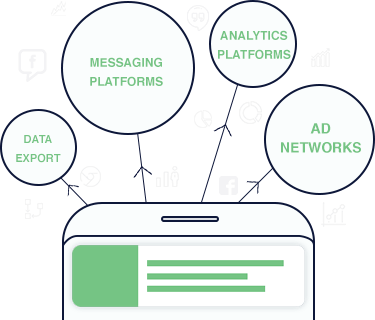 ANALYTICS
PLATFORMS
MESSAGING
PLATFORMS
AD
NETWORKS
DATA
EXPORT